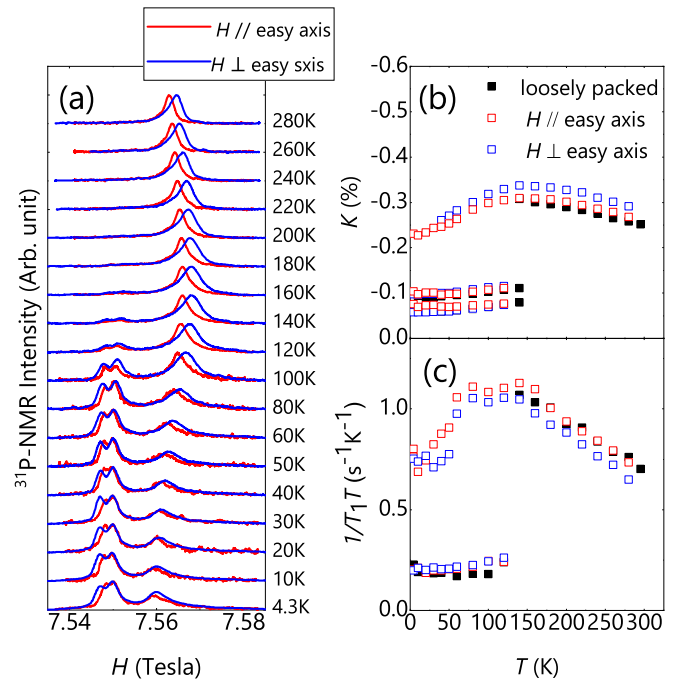 H // easy axis
H ⊥ easy sxis
(a)
280K
260K
240K
220K
200K
180K
160K
140K
120K
100K
80K
60K
50K
40K
30K
20K
10K
4.3K
³¹P-NMR Intensity (Arb. unit)
7.54 7.56 7.58
H (Tesla)
(b)
loosely packed
H // easy axis
H ⊥ easy axis
-0.6
-0.5
-0.4
-0.3
-0.2
-0.1
0.0
K (%)
(c)
1.0
0.5
0.0
1/T₁T (s⁻¹K⁻¹)
0 50 100 150 200 250 300
T (K)